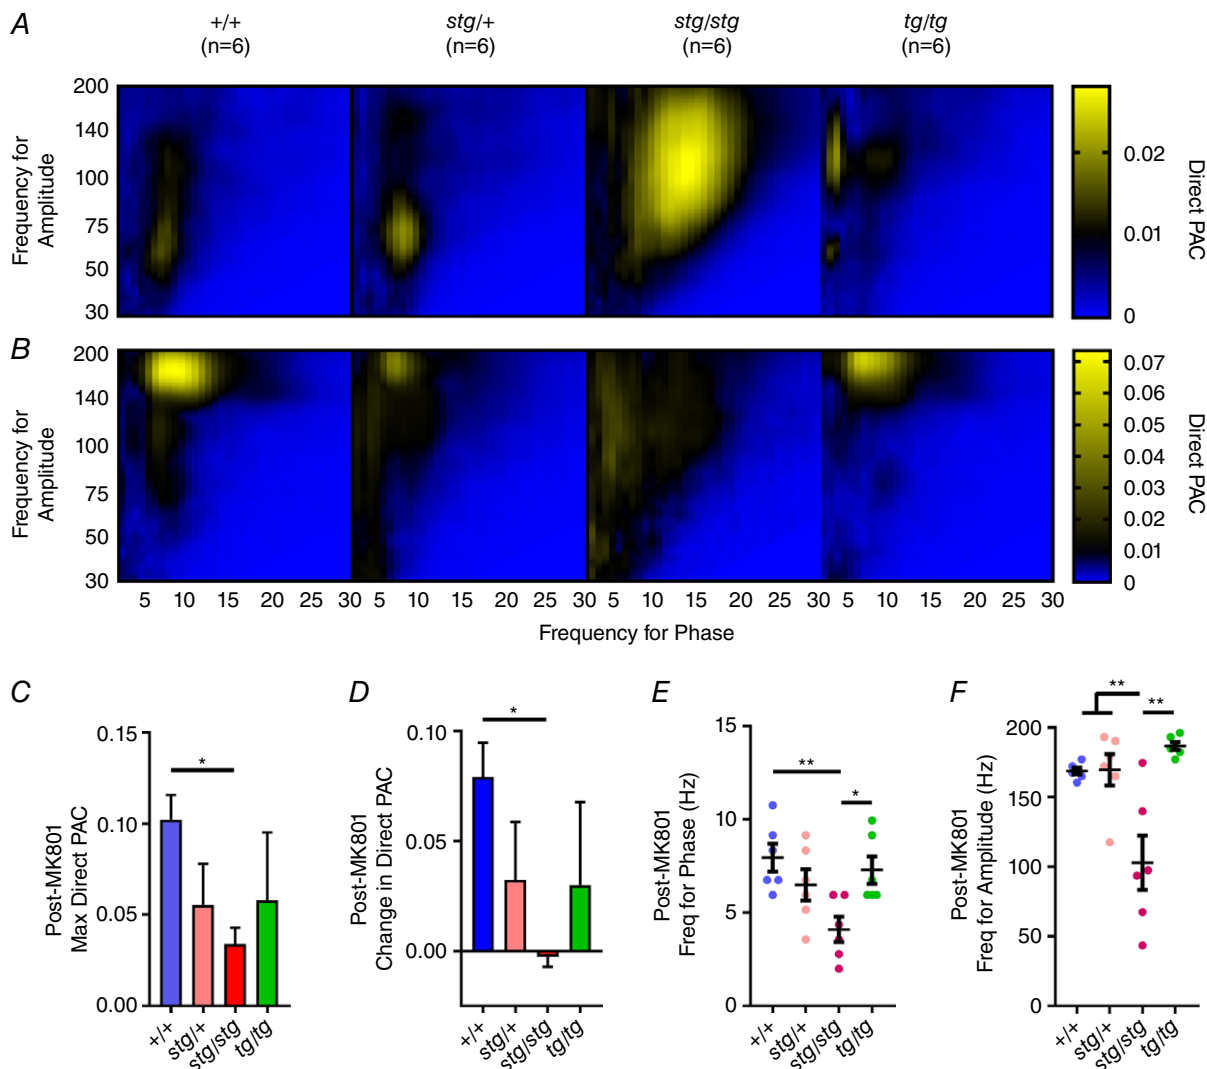 A
+/+ stg/+ stg/stg tg/tg
(n=6) (n=6) (n=6) (n=6)
Frequency for
Amplitude
200
140
100
75
50
30
0.02
0.01
0
Direct PAC
B
Frequency for
Amplitude
200
140
100
75
50
30
0.07
0.06
0.05
0.04
0.03
0.02
0.01
0
Direct PAC
5 10 15 20 25 30 5 10 15 20 25 30 5 10 15 20 25 30 5 10 15 20 25 30
Frequency for Phase
C
Post-MK801
Max Direct PAC
0.15
0.10
0.05
0.00
*
+/+ stg/+ stg/stg tg/tg
D
Post-MK801
Change in Direct PAC
0.10
0.05
0.00
*
+/+ stg/+ stg/stg tg/tg
E
Post-MK801
Freq for Phase (Hz)
15
10
5
0
**
*
+/+ stg/+ stg/stg tg/tg
F
Post-MK801
Freq for Amplitude (Hz)
200
150
100
50
0
**
**
+/+ stg/+ stg/stg tg/tg